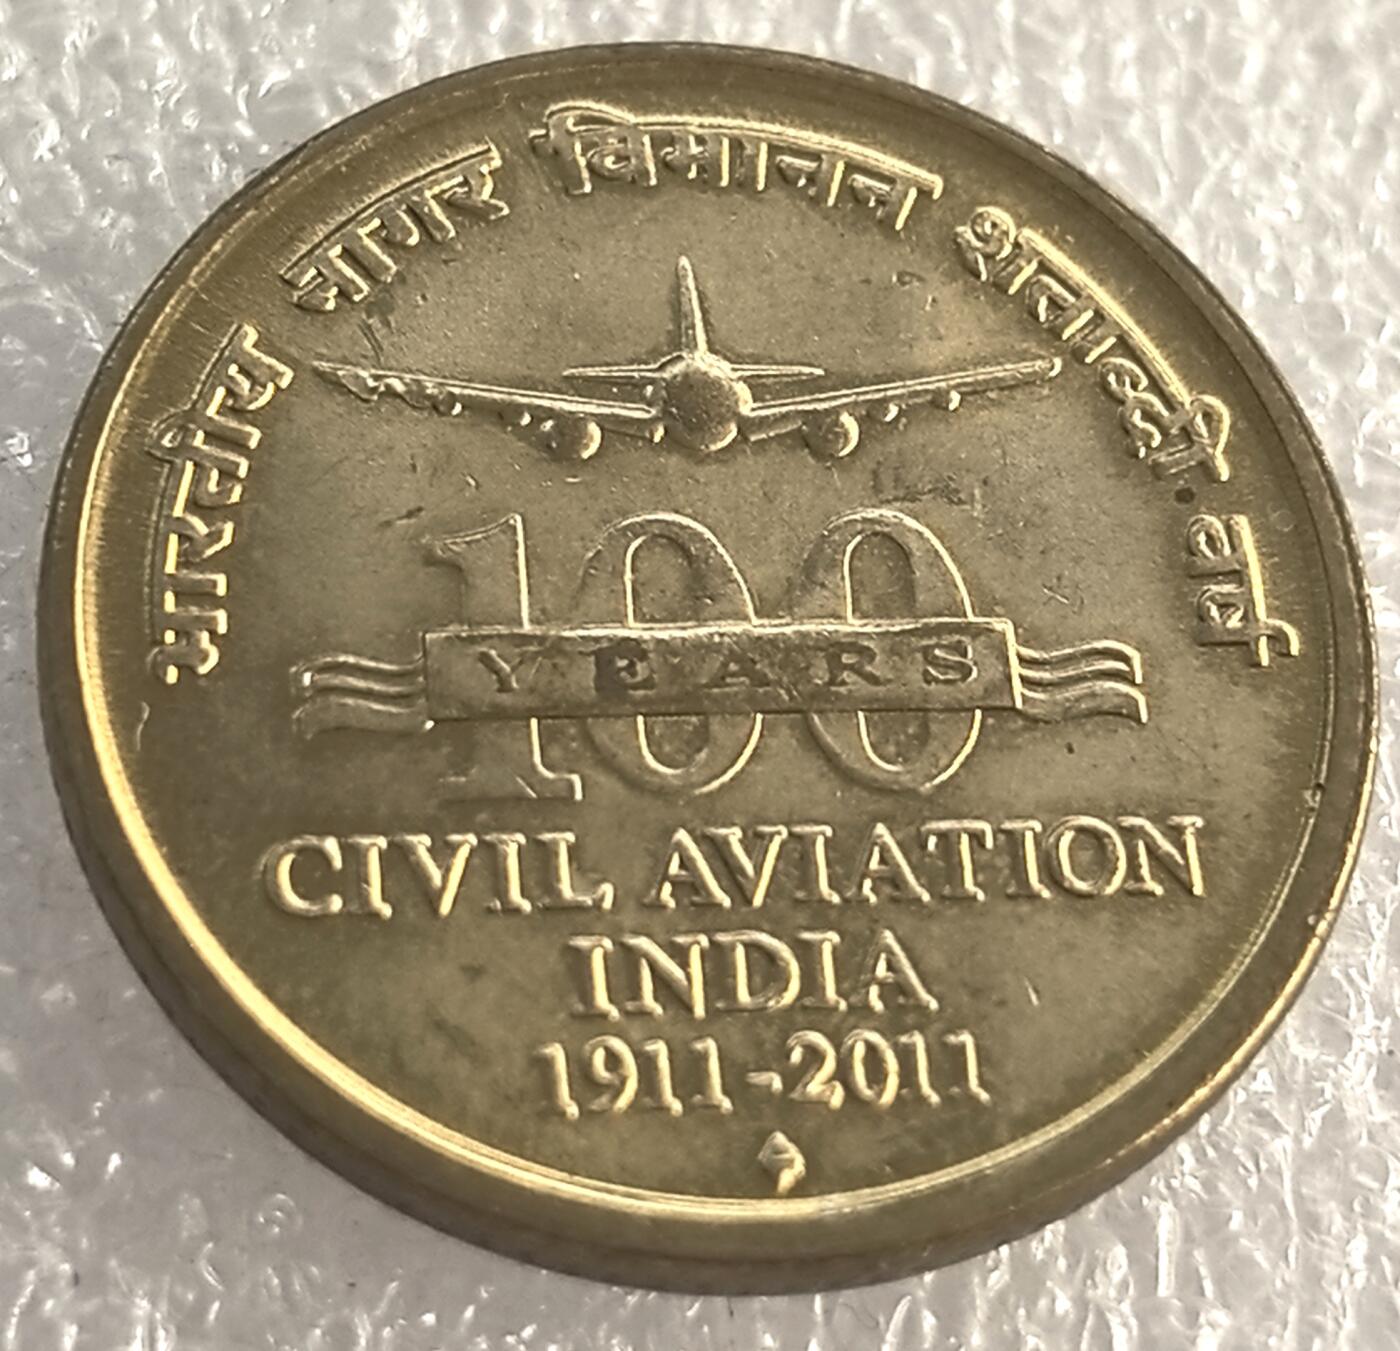 भारतीय नागर विमानन शताब्दी वर्ष
100
YEARS
CIVIL AVIATION
INDIA
1911-2011